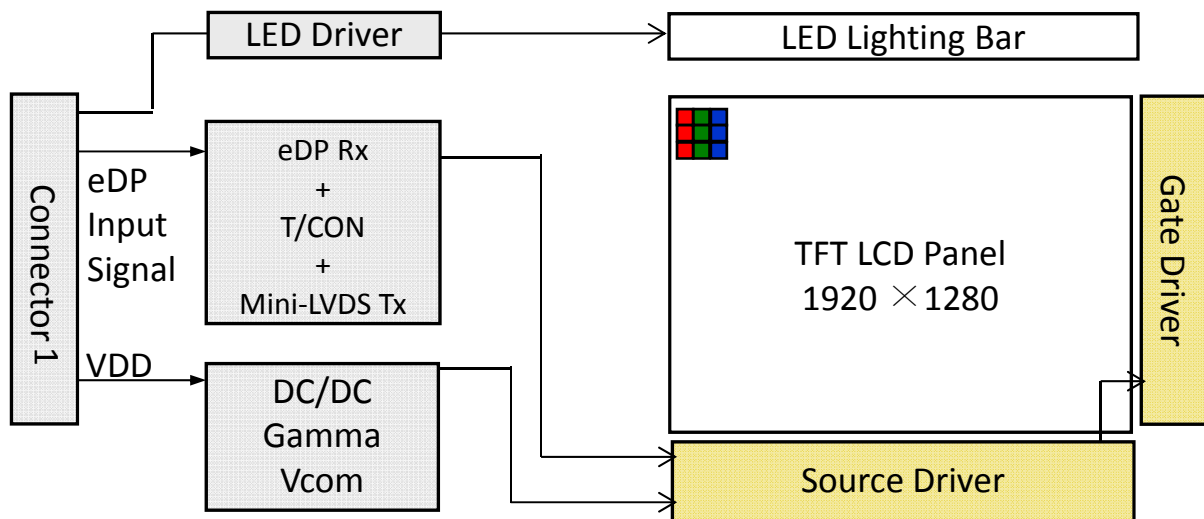 LED Driver
LED Lighting Bar
Connector 1
eDP
Input
Signal
eDP Rx
+
T/CON
+
Mini-LVDS Tx
TFT LCD Panel
1920 ×1280
Gate Driver
VDD
DC/DC
Gamma
Vcom
Source Driver